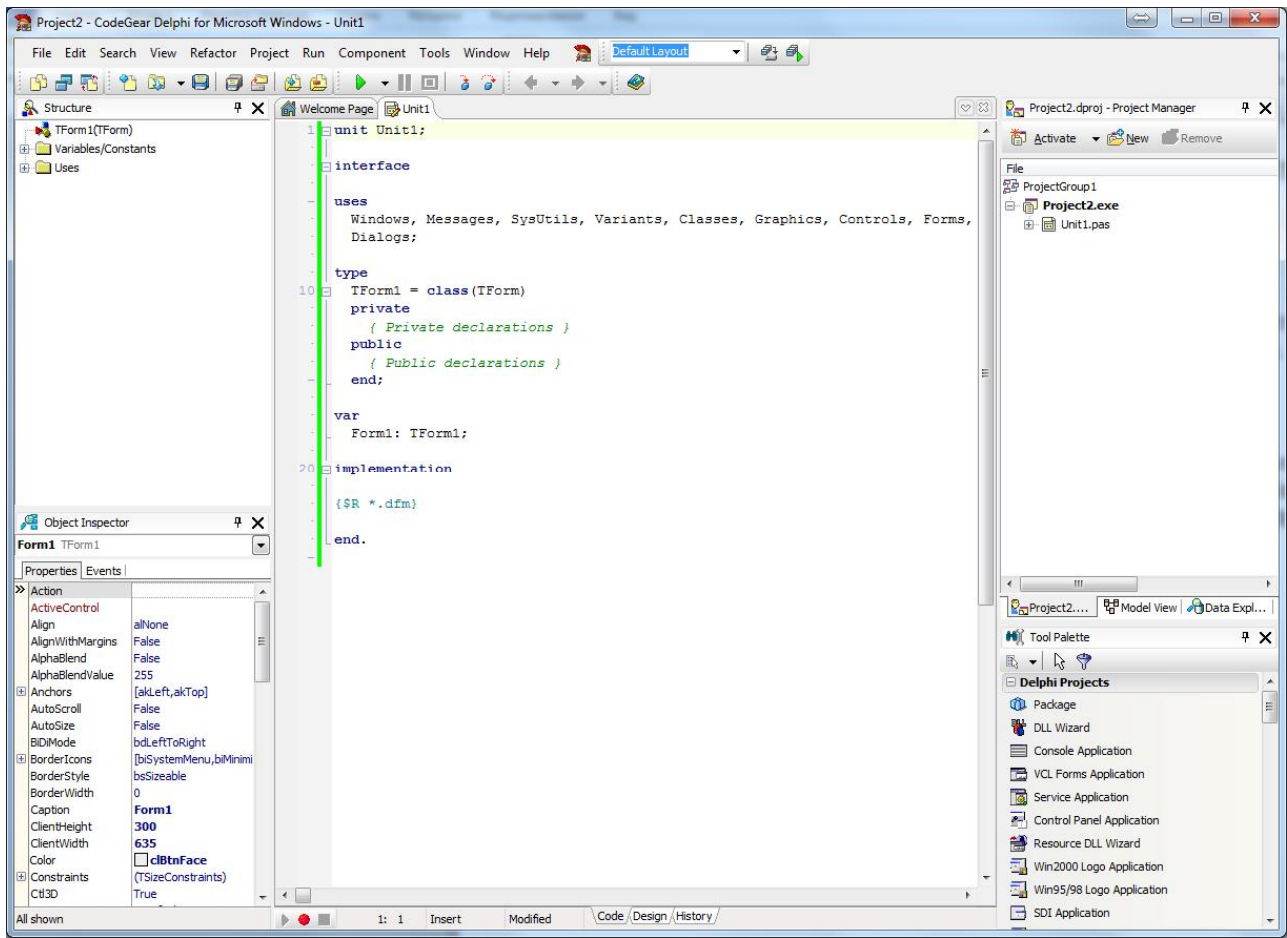 Project2 - CodeGear Delphi for Microsoft Windows - Unit1
File Edit Search View Refactor Project Run Component Tools Window Help Default Layout
Structure
TForm1(TForm)
Variables/Constants
Uses
Welcome Page Unit1
1 unit Unit1;
interface
uses
Windows, Messages, SysUtils, Variants, Classes, Graphics, Controls, Forms,
Dialogs;
type
10 TForm1 = class(TForm)
private
{ Private declarations }
public
{ Public declarations }
end;
var
Form1: TForm1;
20 implementation
{$R *.dfm}
end.
Project2.dproj - Project Manager
Activate New Remove
File
ProjectGroup1
Project2.exe
Unit1.pas
Project2.... Model View Data Expl...
Object Inspector
Form1 TForm1
Properties Events
Action
ActiveControl
Align alNone
AlignWithMargins False
AlphaBlend False
AlphaBlendValue 255
Anchors [akLeft,akTop]
AutoScroll False
AutoSize False
BiDiMode bdLeftToRight
BorderIcons [biSystemMenu,biMinimi
BorderStyle bsSizeable
BorderWidth 0
Caption Form1
ClientHeight 300
ClientWidth 635
Color clBtnFace
Constraints (TSizeConstraints)
Ctl3D True
All shown
1: 1 Insert Modified Code Design History
Tool Palette
Delphi Projects
Package
DLL Wizard
Console Application
VCL Forms Application
Service Application
Control Panel Application
Resource DLL Wizard
Win2000 Logo Application
Win95/98 Logo Application
SDI Application